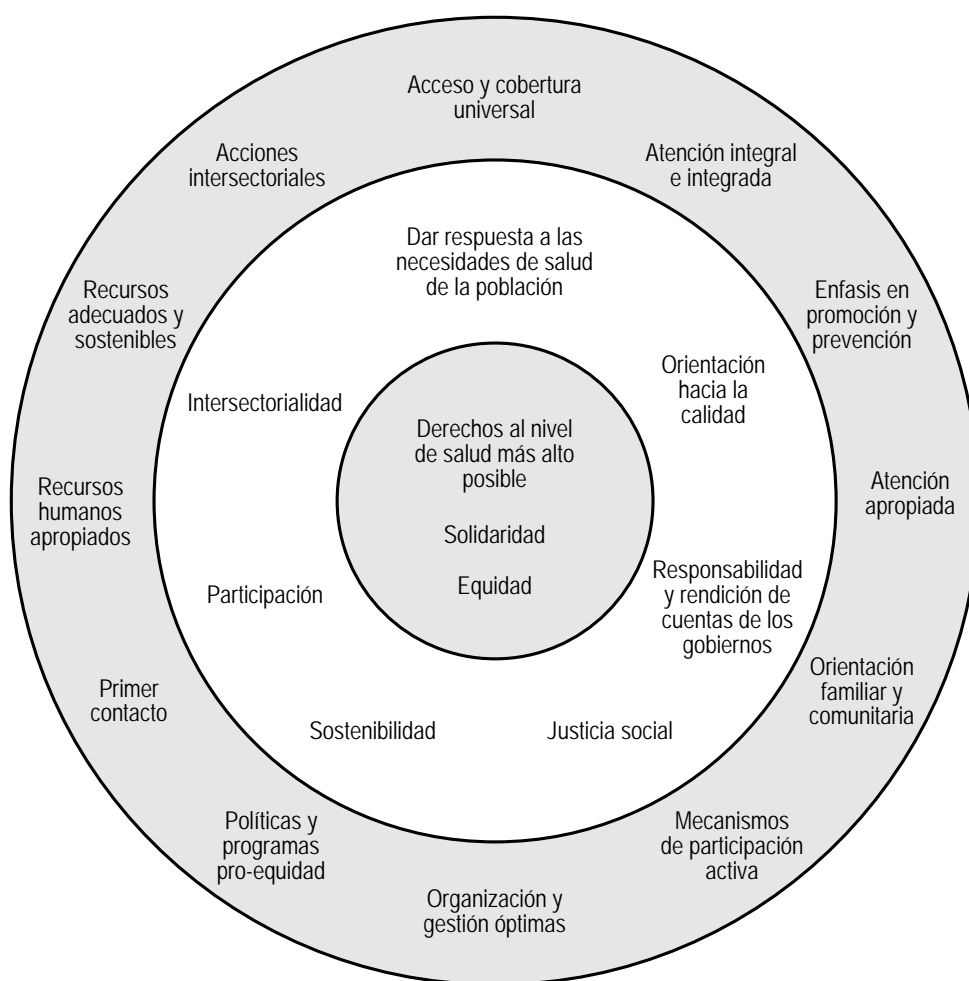 Acceso y cobertura
universal
Atención integral
e integrada
Enfasis en
promoción y
prevención
Atención
apropiada
Orientación
familiar y
comunitaria
Mecanismos
de participación
activa
Organización y
gestión óptimas
Políticas y
programas
pro-equidad
Primer
contacto
Recursos
humanos
apropiados
Recursos
adecuados y
sostenibles
Acciones
intersectoriales
Dar respuesta a las
necesidades de salud
de la población
Orientación
hacia la
calidad
Responsabilidad
y rendición de
cuentas de los
gobiernos
Justicia social
Sostenibilidad
Participación
Intersectorialidad
Derechos al nivel
de salud más alto
posible
Solidaridad
Equidad